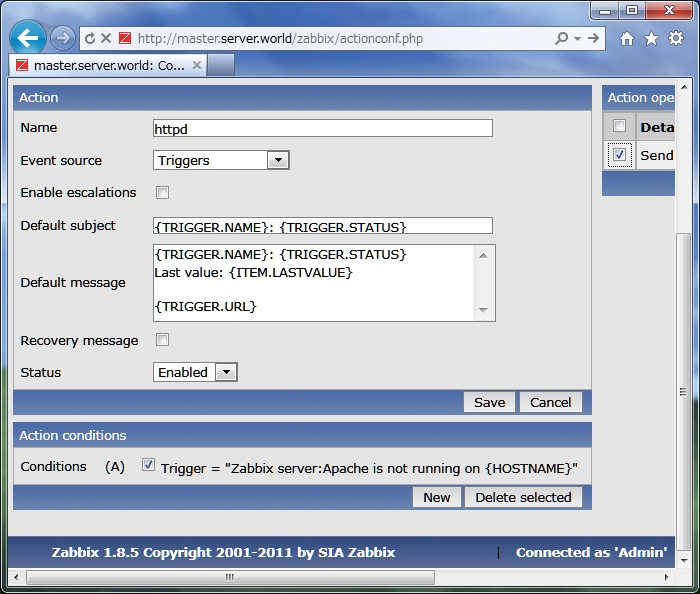 http://master.server.world/zabbix/actionconf.php
master.server.world: Co...
Action
Name httpd
Event source Triggers
Enable escalations
Default subject {TRIGGER.NAME}: {TRIGGER.STATUS}
Default message
{TRIGGER.NAME}: {TRIGGER.STATUS}
Last value: {ITEM.LASTVALUE}
{TRIGGER.URL}
Recovery message
Status Enabled
Save Cancel
Action ope
Deta
Send
Action conditions
Conditions (A) Trigger = "Zabbix server:Apache is not running on {HOSTNAME}"
New Delete selected
Zabbix 1.8.5 Copyright 2001-2011 by SIA Zabbix | Connected as 'Admin'